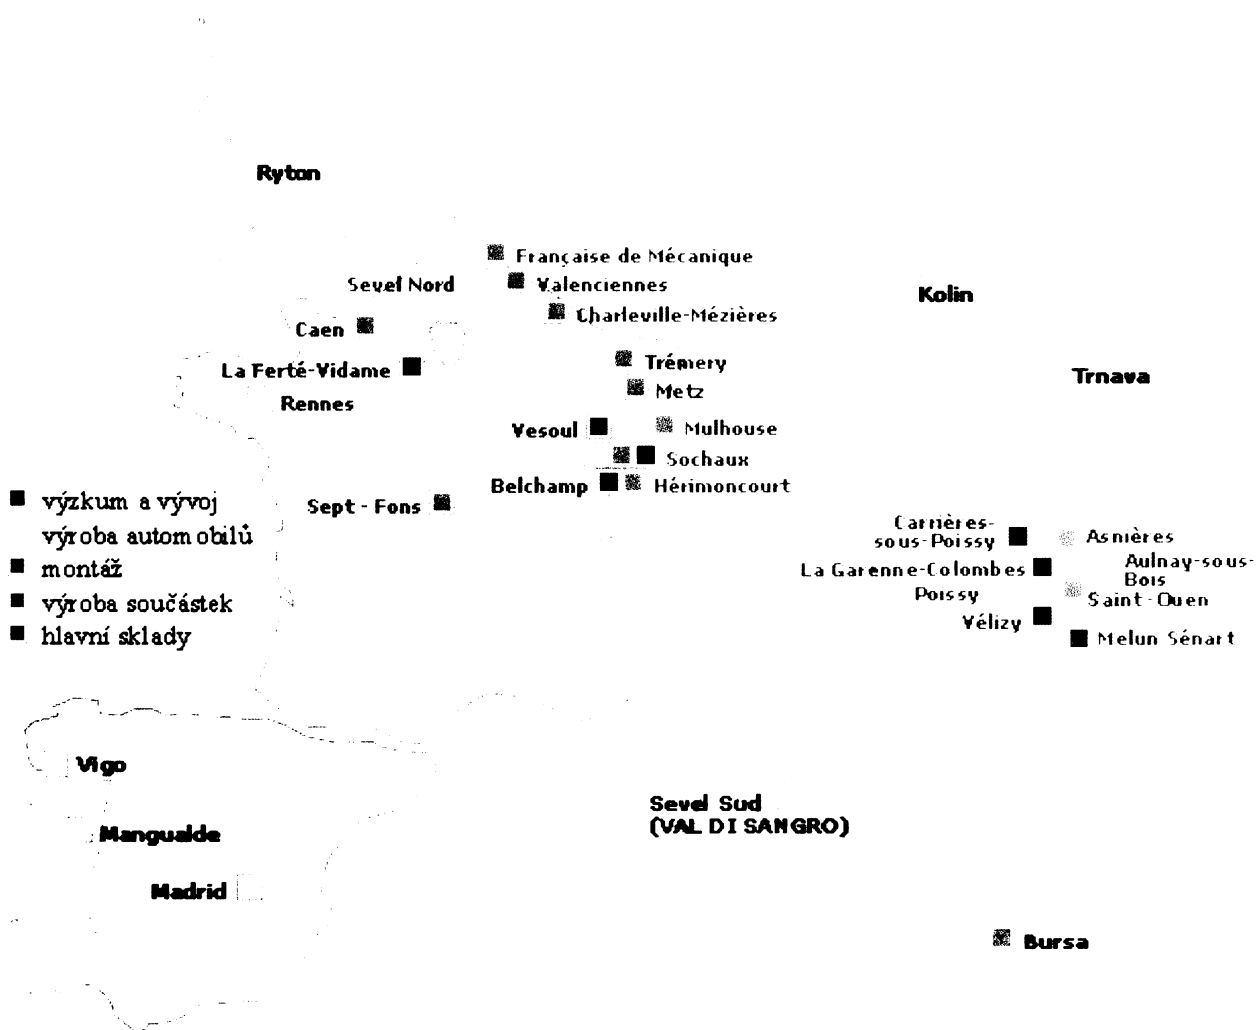 Ryton
Française de Mécanique
Sevel Nord
Valenciennes
Kolin
Charleville-Mézières
Caen
Trémery
La Ferté-Vidame
Trnava
Metz
Rennes
Vesoul
Mulhouse
Sochaux
Belchamp
Hérimoncourt
Sept - Fons
výzkum a vývoj
výroba automobilů
montáž
výroba součástek
hlavní sklady
Carrières-
sous-Poissy
Asnières
La Garenne-Colombes
Aulnay-sous-
Bois
Poissy
Saint-Ouen
Vélizy
Melun Sénart
Vigo
Sevel Sud
(VAL DI SANGRO)
Mangualde
Madrid
Bursa